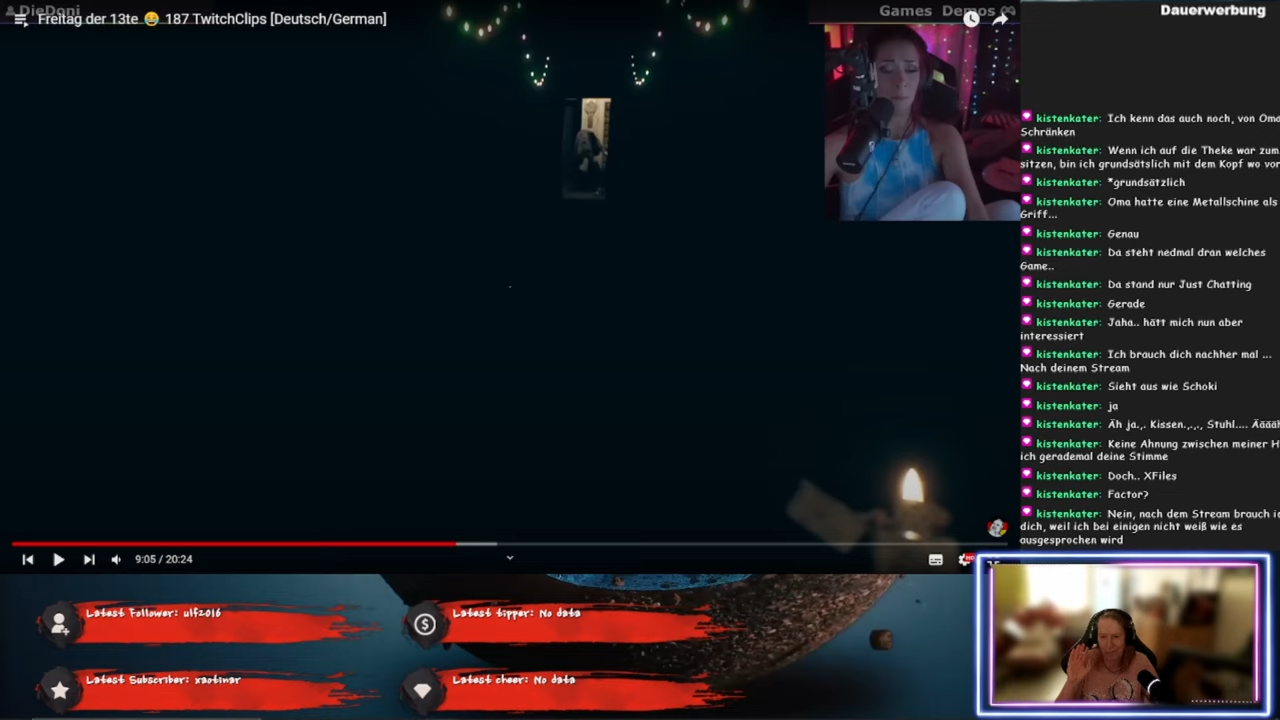 DieDoni
Freitag der 13te 😂 187 TwitchClips [Deutsch/German]
Games Demos
Dauerwerbung
kistenkater: Ich kenn das auch noch, von Oma
Schränken
kistenkater: Wenn ich auf die Theke war zum
sitzen, bin ich grundsätslich mit dem Kopf wo vor
kistenkater: *grundsätzlich
kistenkater: Oma hatte eine Metallschine als
Griff...
kistenkater: Genau
kistenkater: Da steht nedmal dran welches
Game..
kistenkater: Da stand nur Just Chatting
kistenkater: Gerade
kistenkater: Jaha.. hätt mich nun aber
interessiert
kistenkater: Ich brauch dich nachher mal ...
Nach deinem Stream
kistenkater: Sieht aus wie Schoki
kistenkater: ja
kistenkater: Äh ja.,. Kissen.,.,, Stuhl....
kistenkater: Keine Ahnung zwischen meiner
ich gerademal deine Stimme
kistenkater: Doch.. XFiles
kistenkater: Factor?
kistenkater: Nein, nach dem Stream brauch
dich, weil ich bei einigen nicht weiß wie es
ausgesprochen wird
9:05 / 20:24
Latest Follower: ulf2016
Latest tipper: No data
Latest Subscriber: xaotinar
Latest cheer: No data